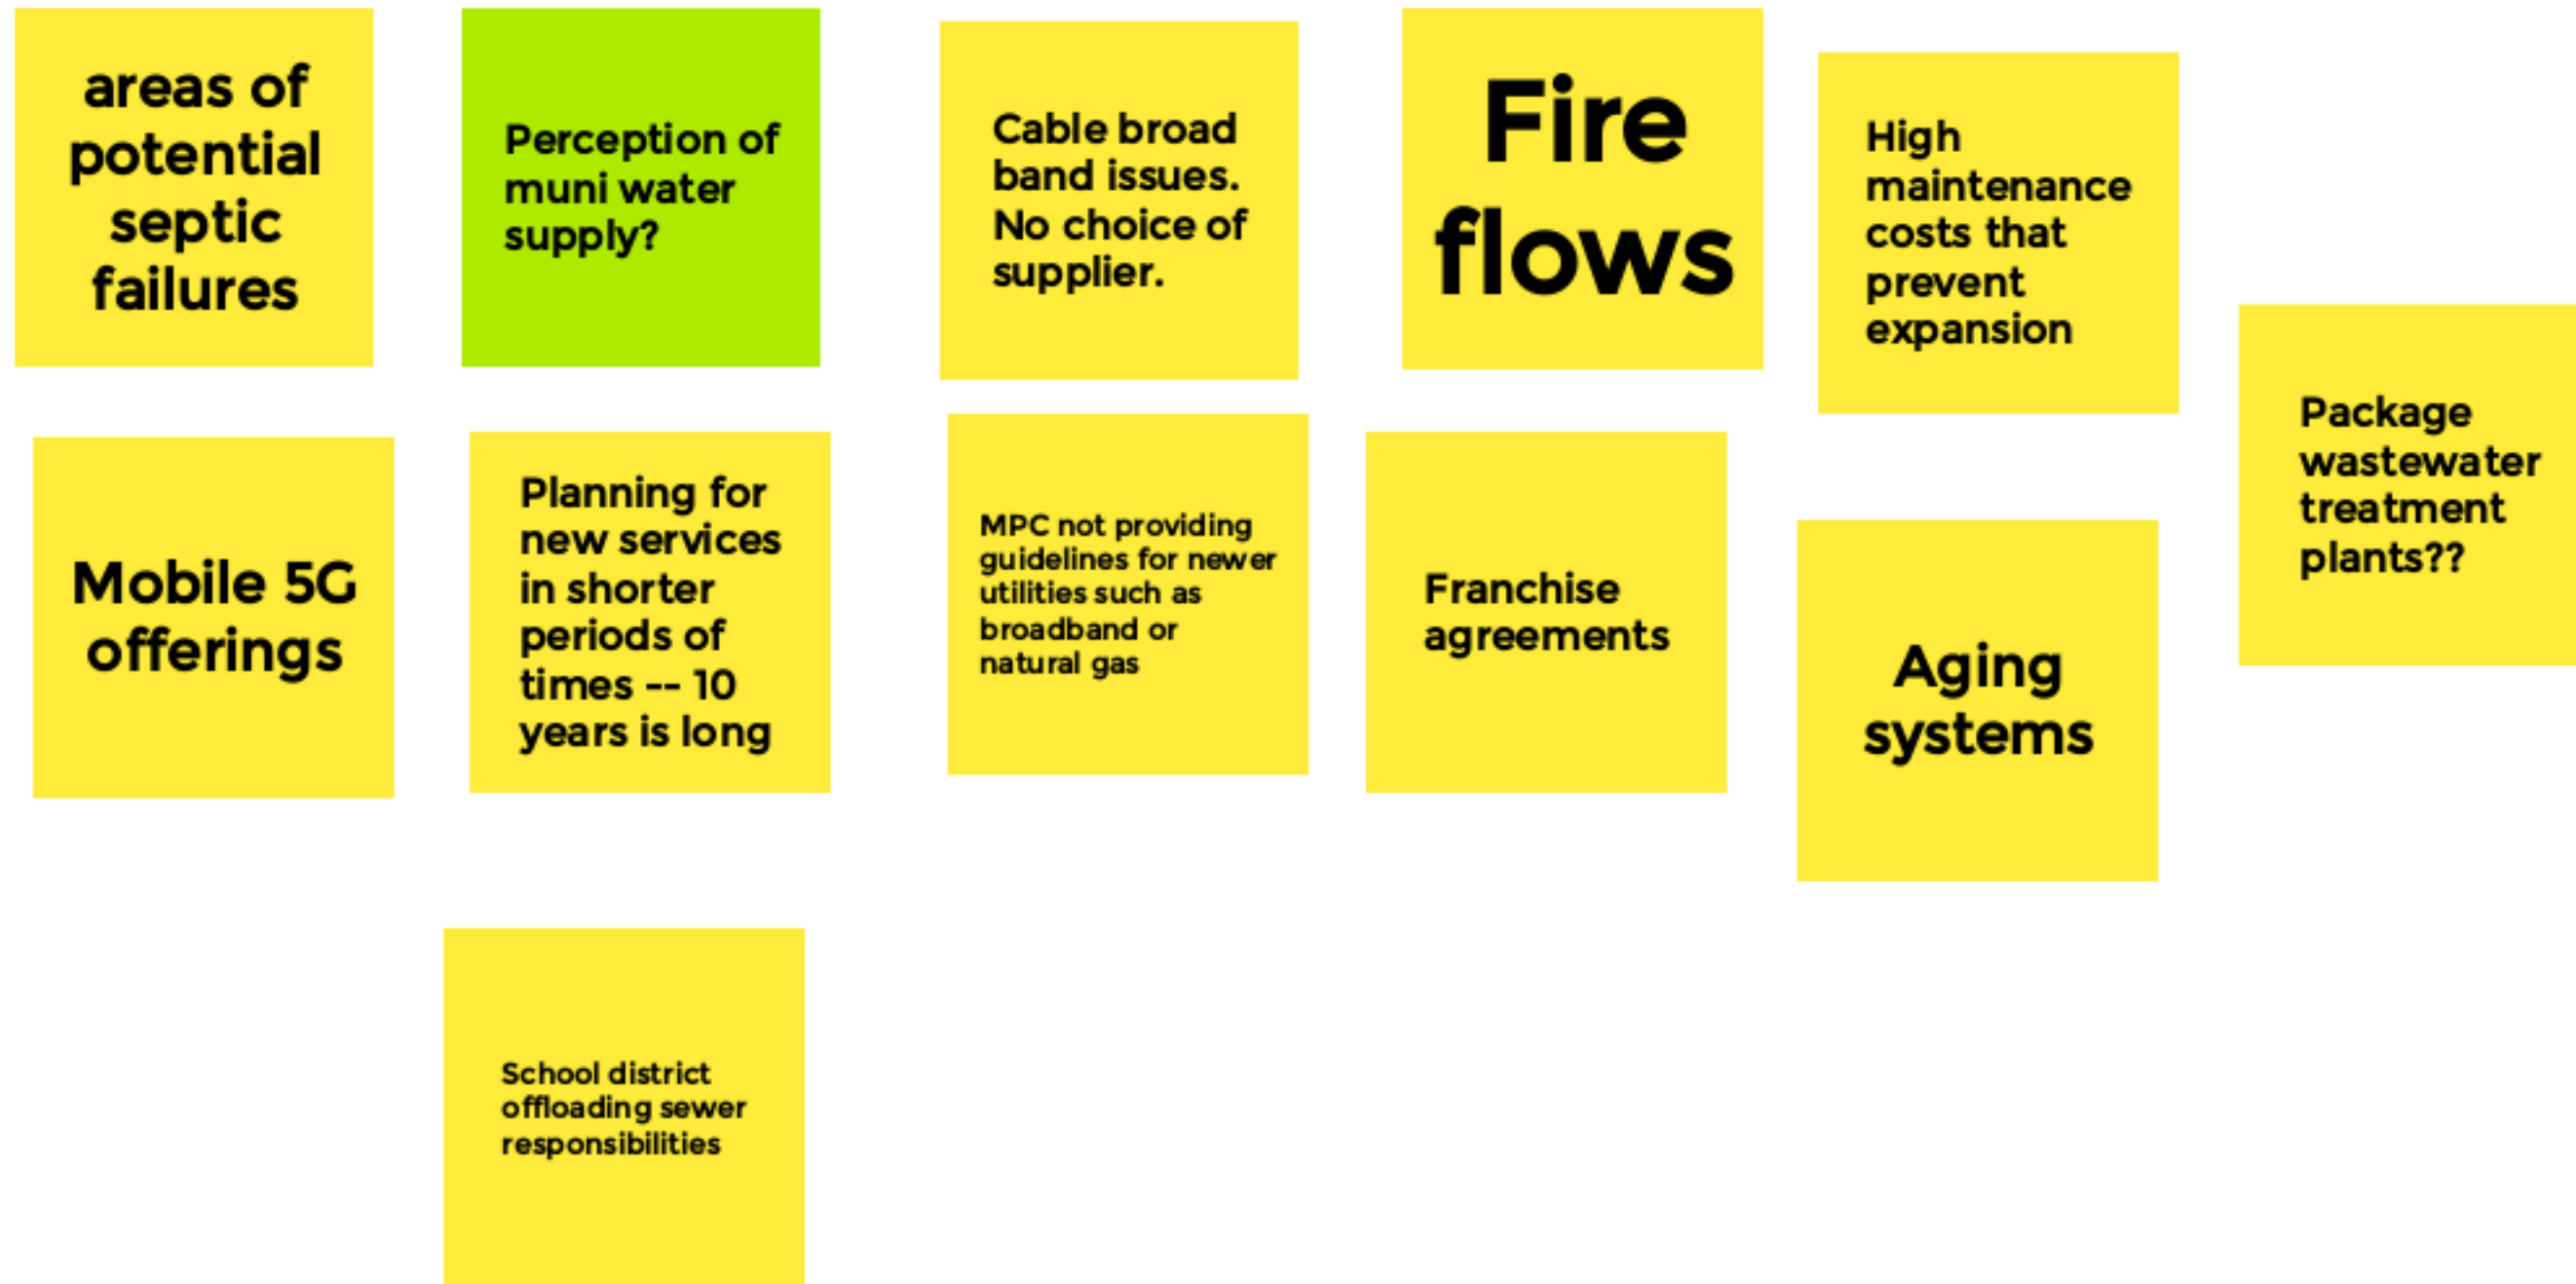 areas of
potential
septic
failures
Perception of
muni water
supply?
Cable broad
band issues.
No choice of
supplier.
Fire
flows
High
maintenance
costs that
prevent
expansion
Package
wastewater
treatment
plants??
Mobile 5G
offerings
Planning for
new services
in shorter
periods of
times -- 10
years is long
MPC not providing
guidelines for newer
utilities such as
broadband or
natural gas
Franchise
agreements
Aging
systems
School district
offloading sewer
responsibilities